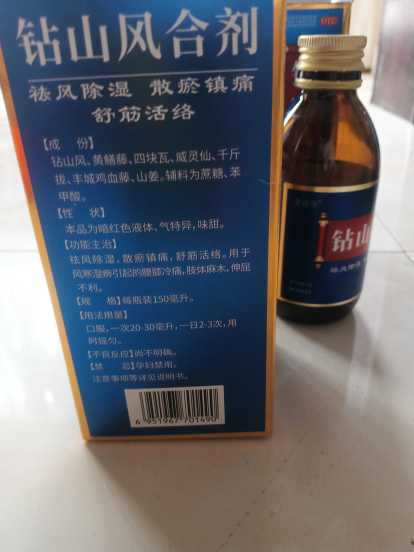 钻山风合剂
祛风除湿 散瘀镇痛
舒筋活络
【成 份】
钻山风、黄鳝藤、四块瓦、威灵仙、千斤
拔、丰城鸡血藤、山姜。辅料为蔗糖、苯
甲酸。
【性 状】
本品为暗红色液体、气特异，味甜。
【功能主治】
祛风除湿，散瘀镇痛，舒筋活络。用于
风寒湿痹引起的腰膝冷痛，肢体麻木，伸屈
不利。
【规 格】每瓶装150毫升。
【用法用量】
口服，一次20-30毫升，一日2-3次，用
时摇匀。
【不良反应】尚不明确。
【禁 忌】孕妇禁用。
注意事项等详见说明书。
6 951967 701490
钻山
祛风除湿